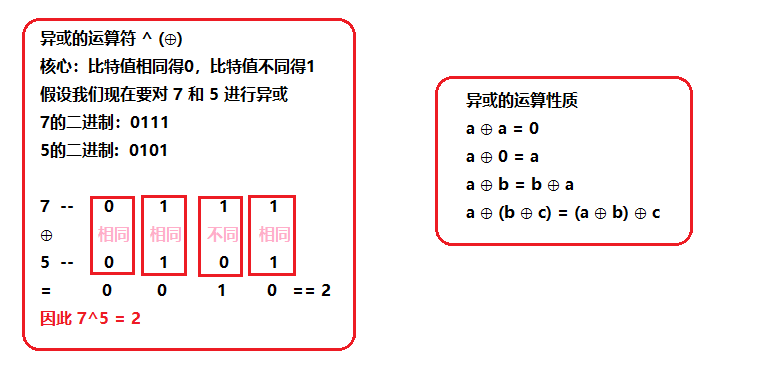 异或的运算符 ^ (⊕)
核心：比特值相同得0，比特值不同得1
假设我们现在要对 7 和 5 进行异或
7的二进制：0111
5的二进制：0101
7 -- 0 1 1 1
⊕ 相同 相同 不同 相同
5 -- 0 1 0 1
= 0 0 1 0 == 2
因此 7^5 = 2
异或的运算性质
a ⊕ a = 0
a ⊕ 0 = a
a ⊕ b = b ⊕ a
a ⊕ (b ⊕ c) = (a ⊕ b) ⊕ c